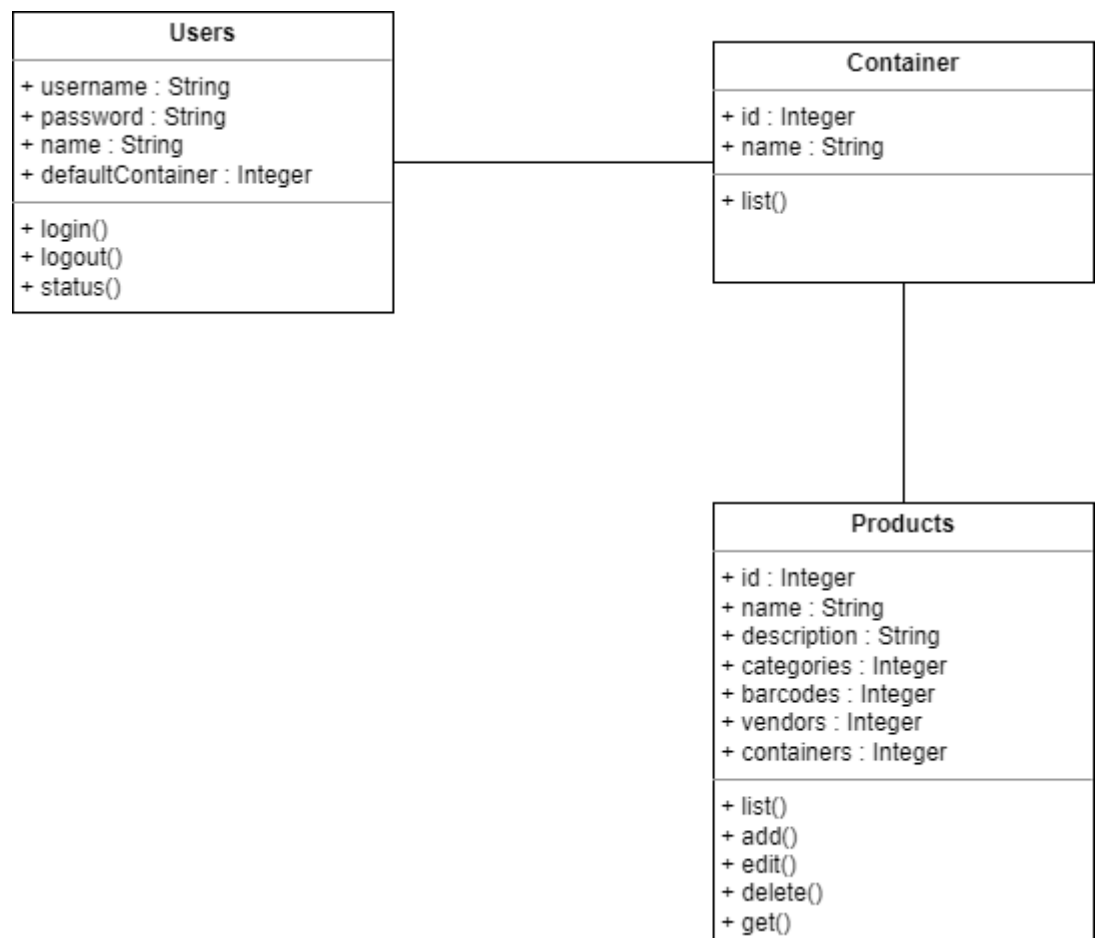 Users
+ username : String
+ password : String
+ name : String
+ defaultContainer : Integer
+ login()
+ logout()
+ status()
Container
+ id : Integer
+ name : String
+ list()
Products
+ id : Integer
+ name : String
+ description : String
+ categories : Integer
+ barcodes : Integer
+ vendors : Integer
+ containers : Integer
+ list()
+ add()
+ edit()
+ delete()
+ get()